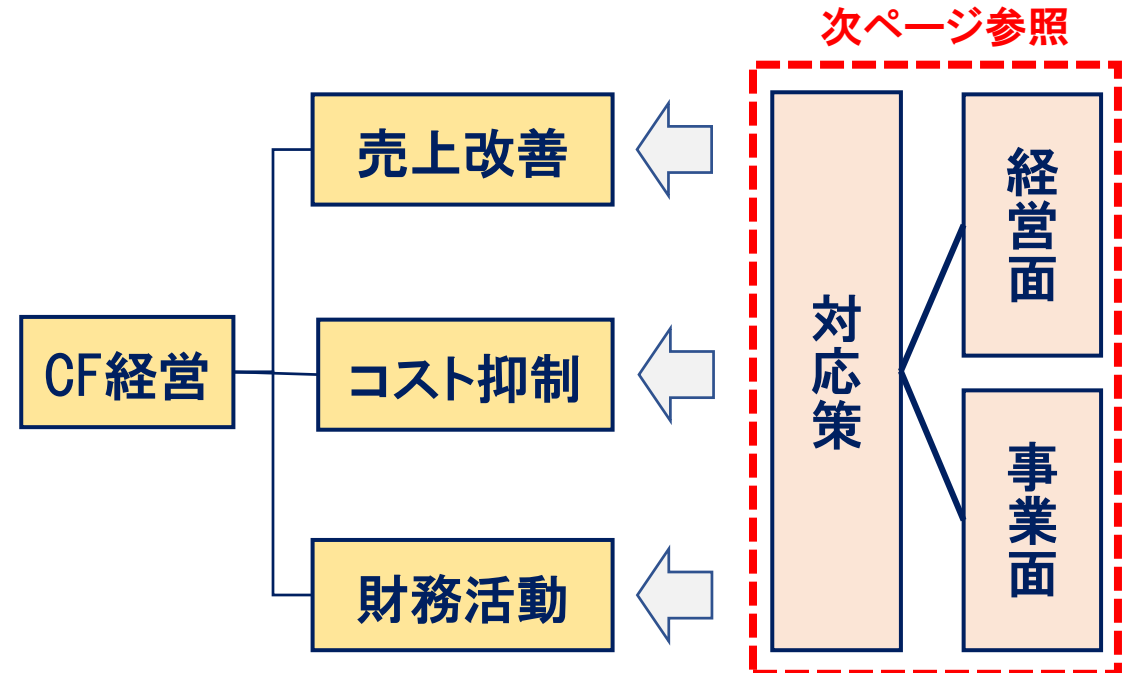 次ページ参照
売上改善
CF経営
コスト抑制
財務活動
対応策
経営面
事業面